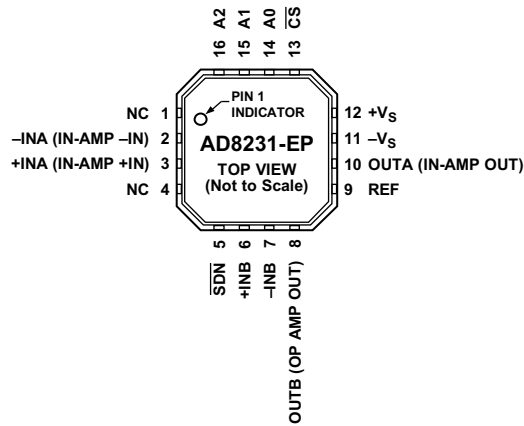 16 A2
15 A1
14 A0
13 C̅S̅
PIN 1
INDICATOR
NC 1
–INA (IN-AMP –IN) 2
+INA (IN-AMP +IN) 3
NC 4
AD8231-EP
TOP VIEW
(Not to Scale)
12 +VS
11 –VS
10 OUTA (IN-AMP OUT)
9 REF
S̅D̅N̅ 5
+INB 6
–INB 7
OUTB (OP AMP OUT) 8